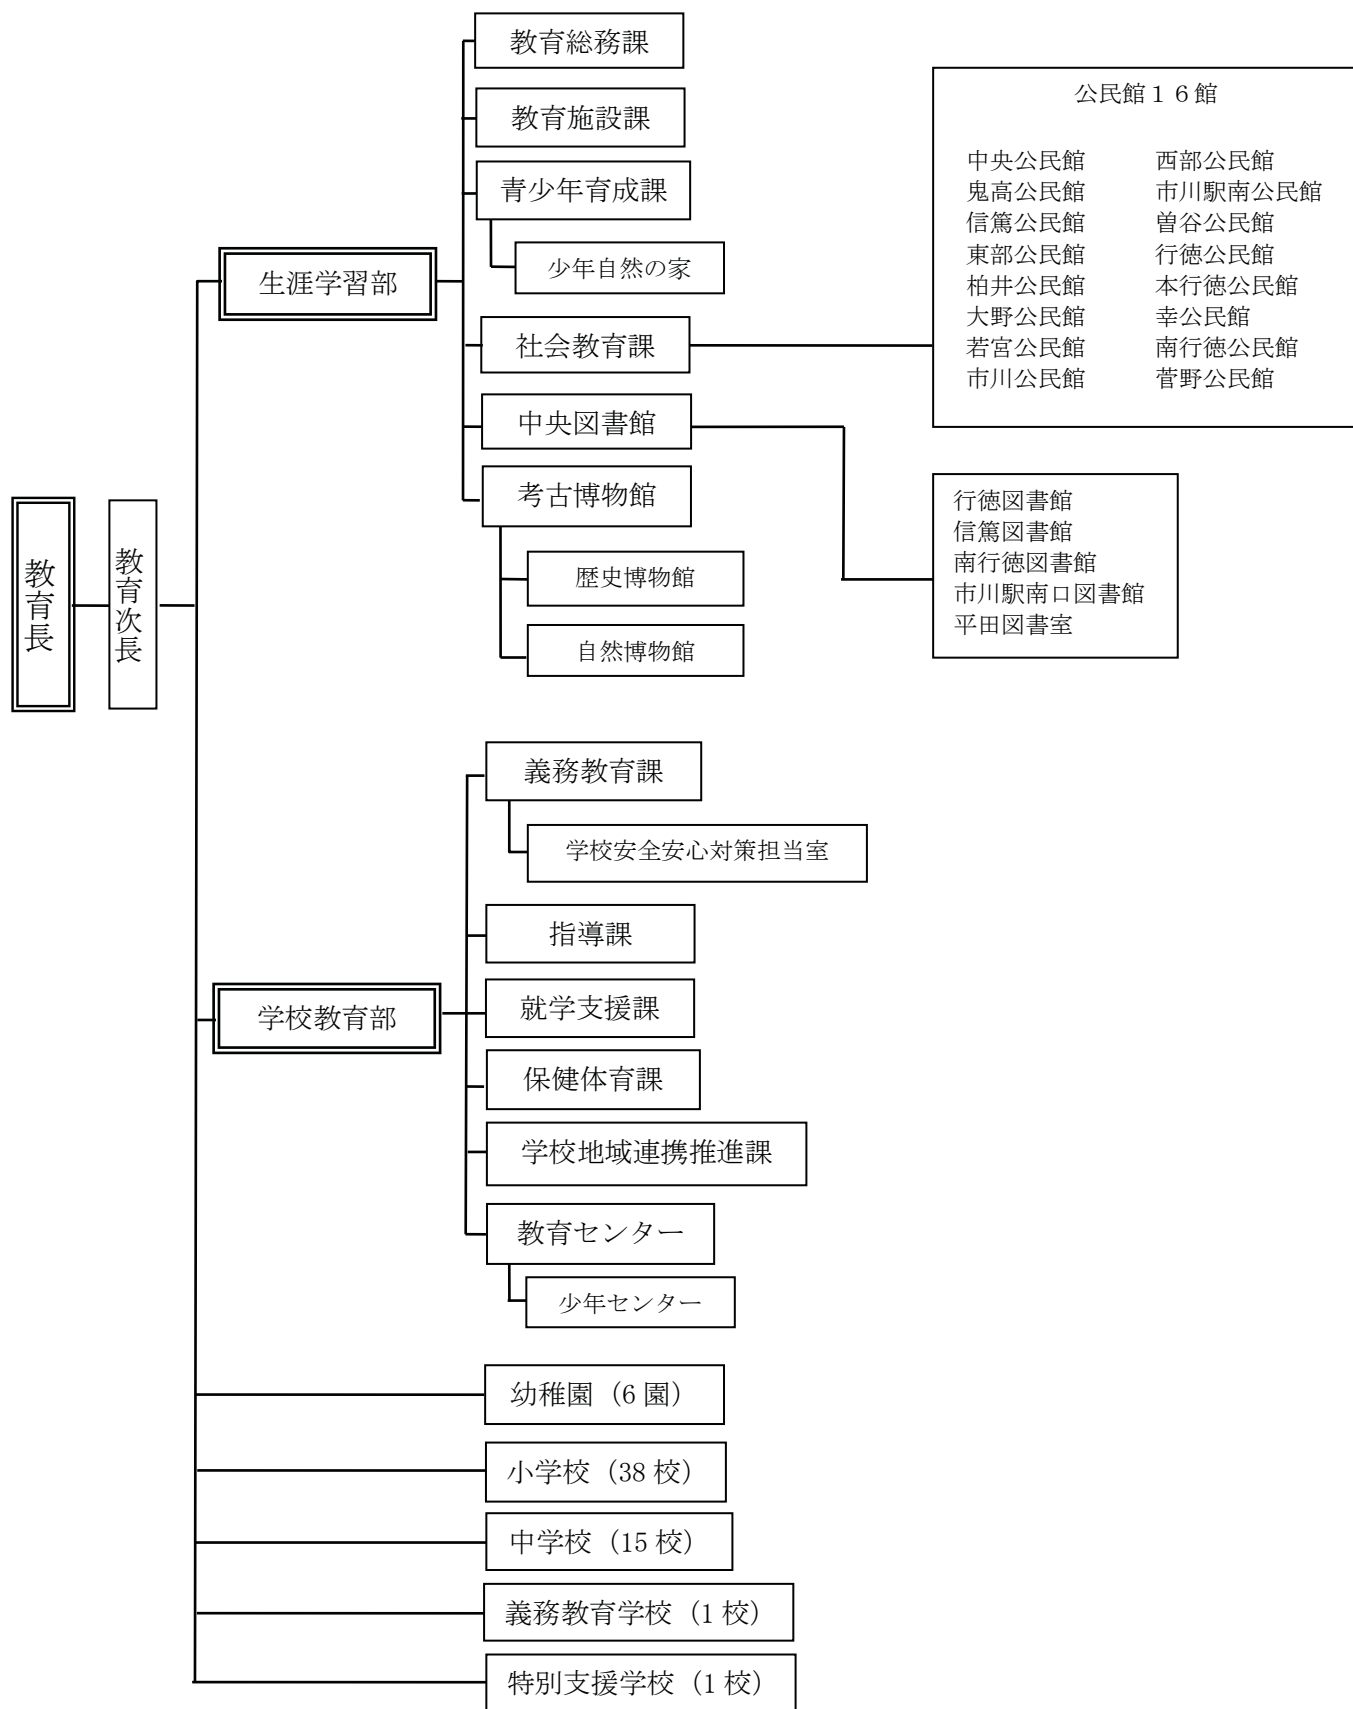 教育長
教育次長
生涯学習部
教育総務課
教育施設課
青少年育成課
少年自然の家
社会教育課
中央図書館
考古博物館
歴史博物館
自然博物館
公民館１６館
中央公民館 西部公民館
鬼高公民館 市川駅南公民館
信篤公民館 曽谷公民館
東部公民館 行徳公民館
柏井公民館 本行徳公民館
大野公民館 幸公民館
若宮公民館 南行徳公民館
市川公民館 菅野公民館
行徳図書館
信篤図書館
南行徳図書館
市川駅南口図書館
平田図書室
学校教育部
義務教育課
学校安全安心対策担当室
指導課
就学支援課
保健体育課
学校地域連携推進課
教育センター
少年センター
幼稚園（6 園）
小学校（38 校）
中学校（15 校）
義務教育学校（1 校）
特別支援学校（1 校）